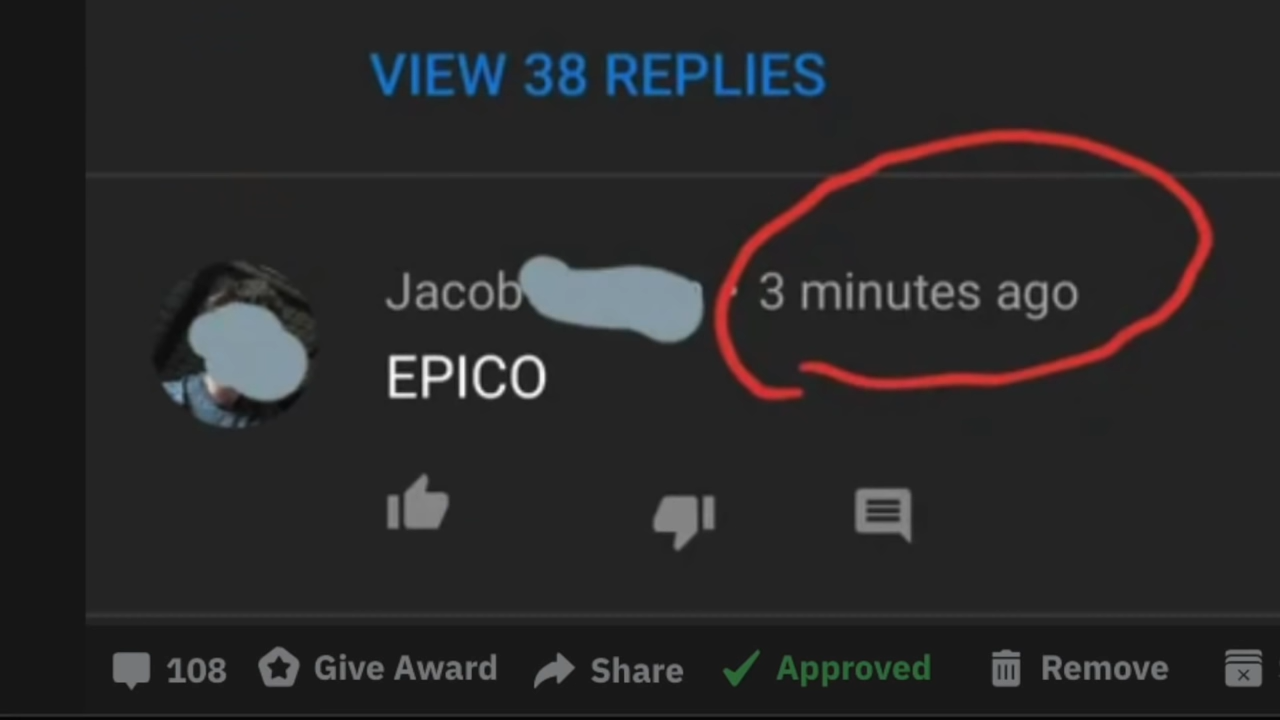 VIEW 38 REPLIES
Jacob · 3 minutes ago
EPICO
108 Give Award Share Approved Remove